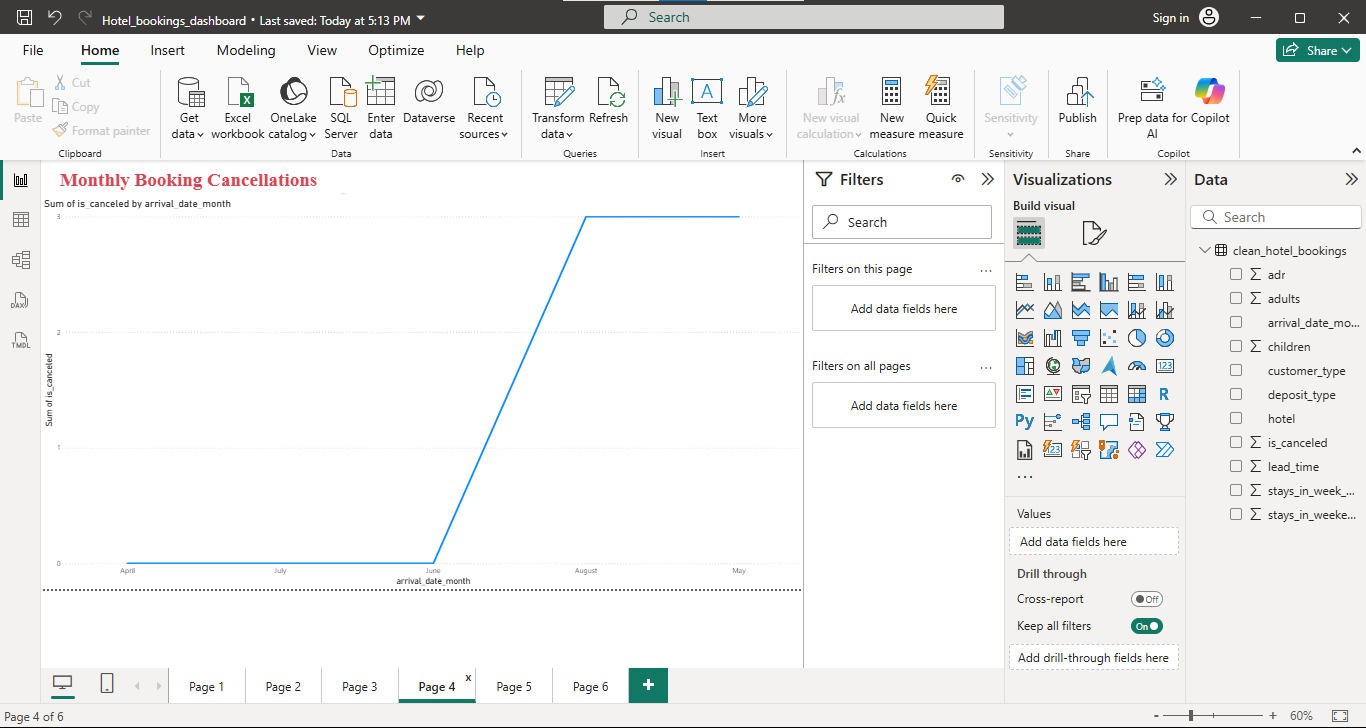 Hotel_bookings_dashboard • Last saved: Today at 5:13 PM
Search
Sign in
File
Home
Insert
Modeling
View
Optimize
Help
Share
Paste
Cut
Copy
Format painter
Clipboard
Get data
Excel workbook
OneLake catalog
SQL Server
Enter data
Dataverse
Recent sources
Data
Transform data
Refresh
Queries
New visual
Text box
More visuals
Insert
New visual calculation
New measure
Quick measure
Calculations
Sensitivity
Sensitivity
Publish
Share
Prep data for AI
Copilot
Copilot
DAX
TMDL
Monthly Booking Cancellations
Sum of is_canceled by arrival_date_month
3
2
1
0
Sum of is_canceled
April
July
June
August
May
arrival_date_month
Filters
Search
Filters on this page
...
Add data fields here
Filters on all pages
...
Add data fields here
Visualizations
Build visual
123
R
Py
123
...
Values
Add data fields here
Drill through
Cross-report
Off
Keep all filters
On
Add drill-through fields here
Data
Search
clean_hotel_bookings
adr
adults
arrival_date_mo...
children
customer_type
deposit_type
hotel
is_canceled
lead_time
stays_in_week_...
stays_in_weeke...
Page 1
Page 2
Page 3
Page 4
x
Page 5
Page 6
+
Page 4 of 6
-
+
60%